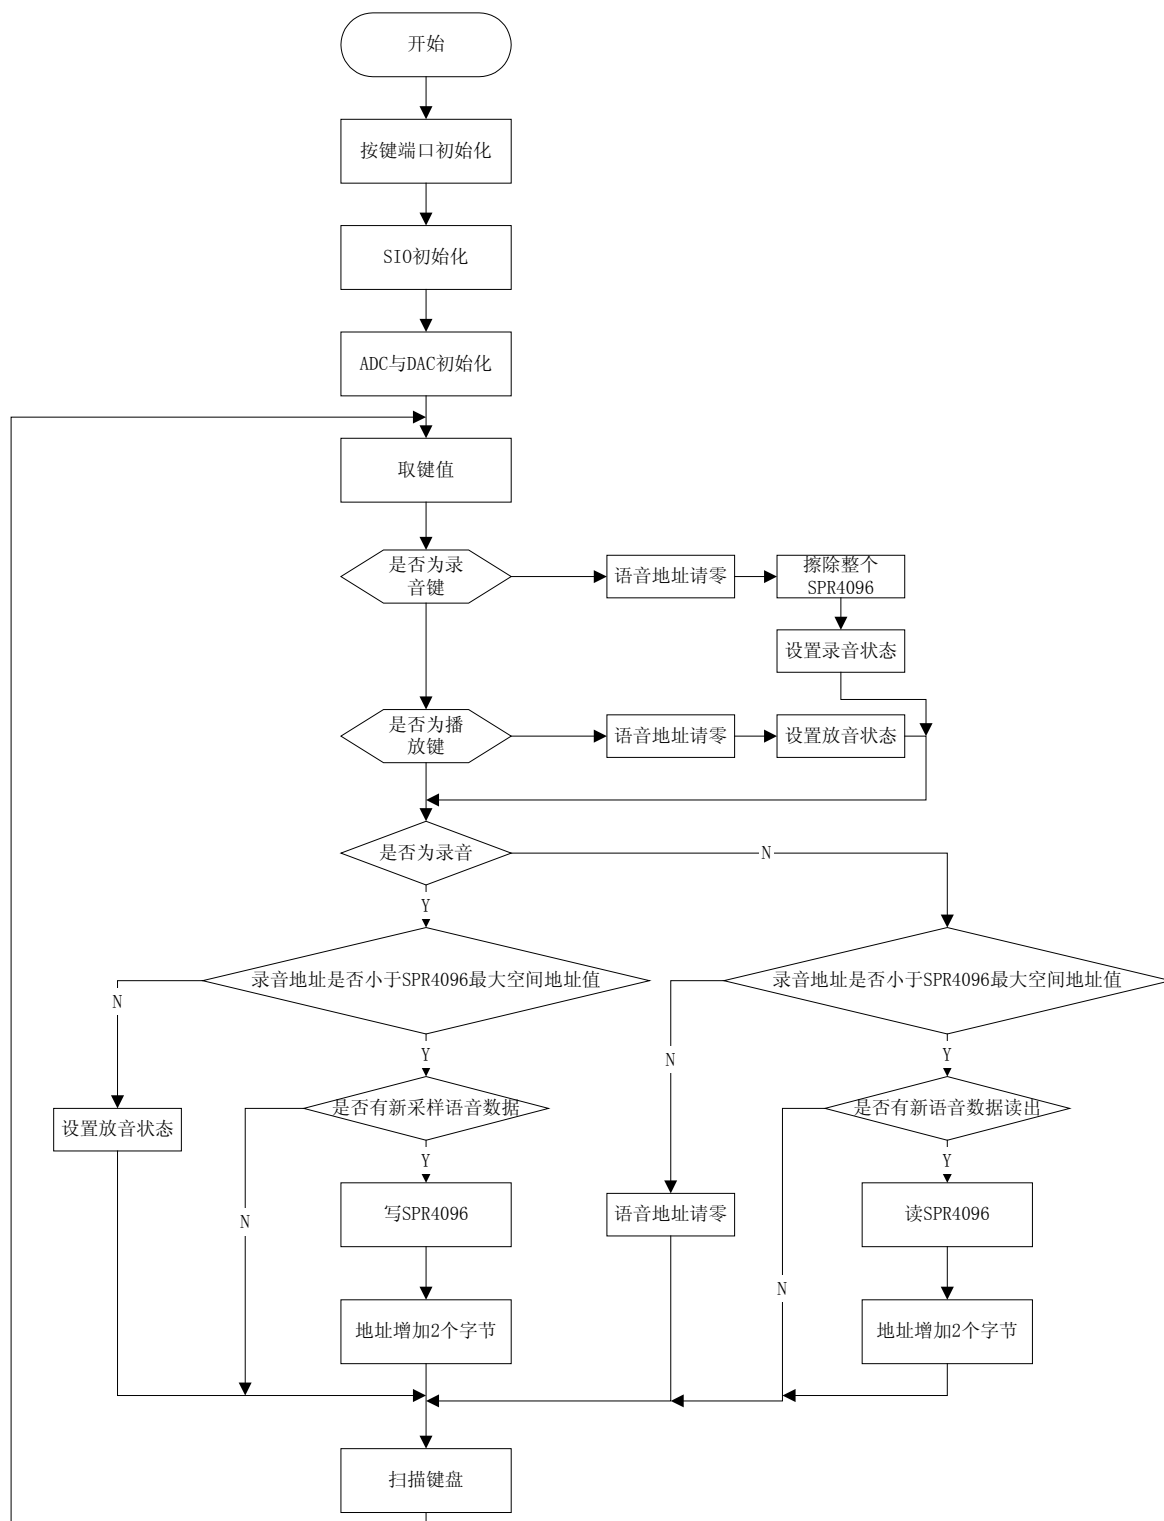 开始
按键端口初始化
SIO初始化
ADC与DAC初始化
取键值
是否为录
音键
语音地址请零
擦除整个
SPR4096
设置录音状态
是否为播
放键
语音地址请零
设置放音状态
是否为录音
N
Y
录音地址是否小于SPR4096最大空间地址值
录音地址是否小于SPR4096最大空间地址值
N
Y
N
Y
是否有新采样语音数据
是否有新语音数据读出
设置放音状态
Y
Y
N
写SPR4096
语音地址请零
读SPR4096
N
地址增加2个字节
地址增加2个字节
扫描键盘